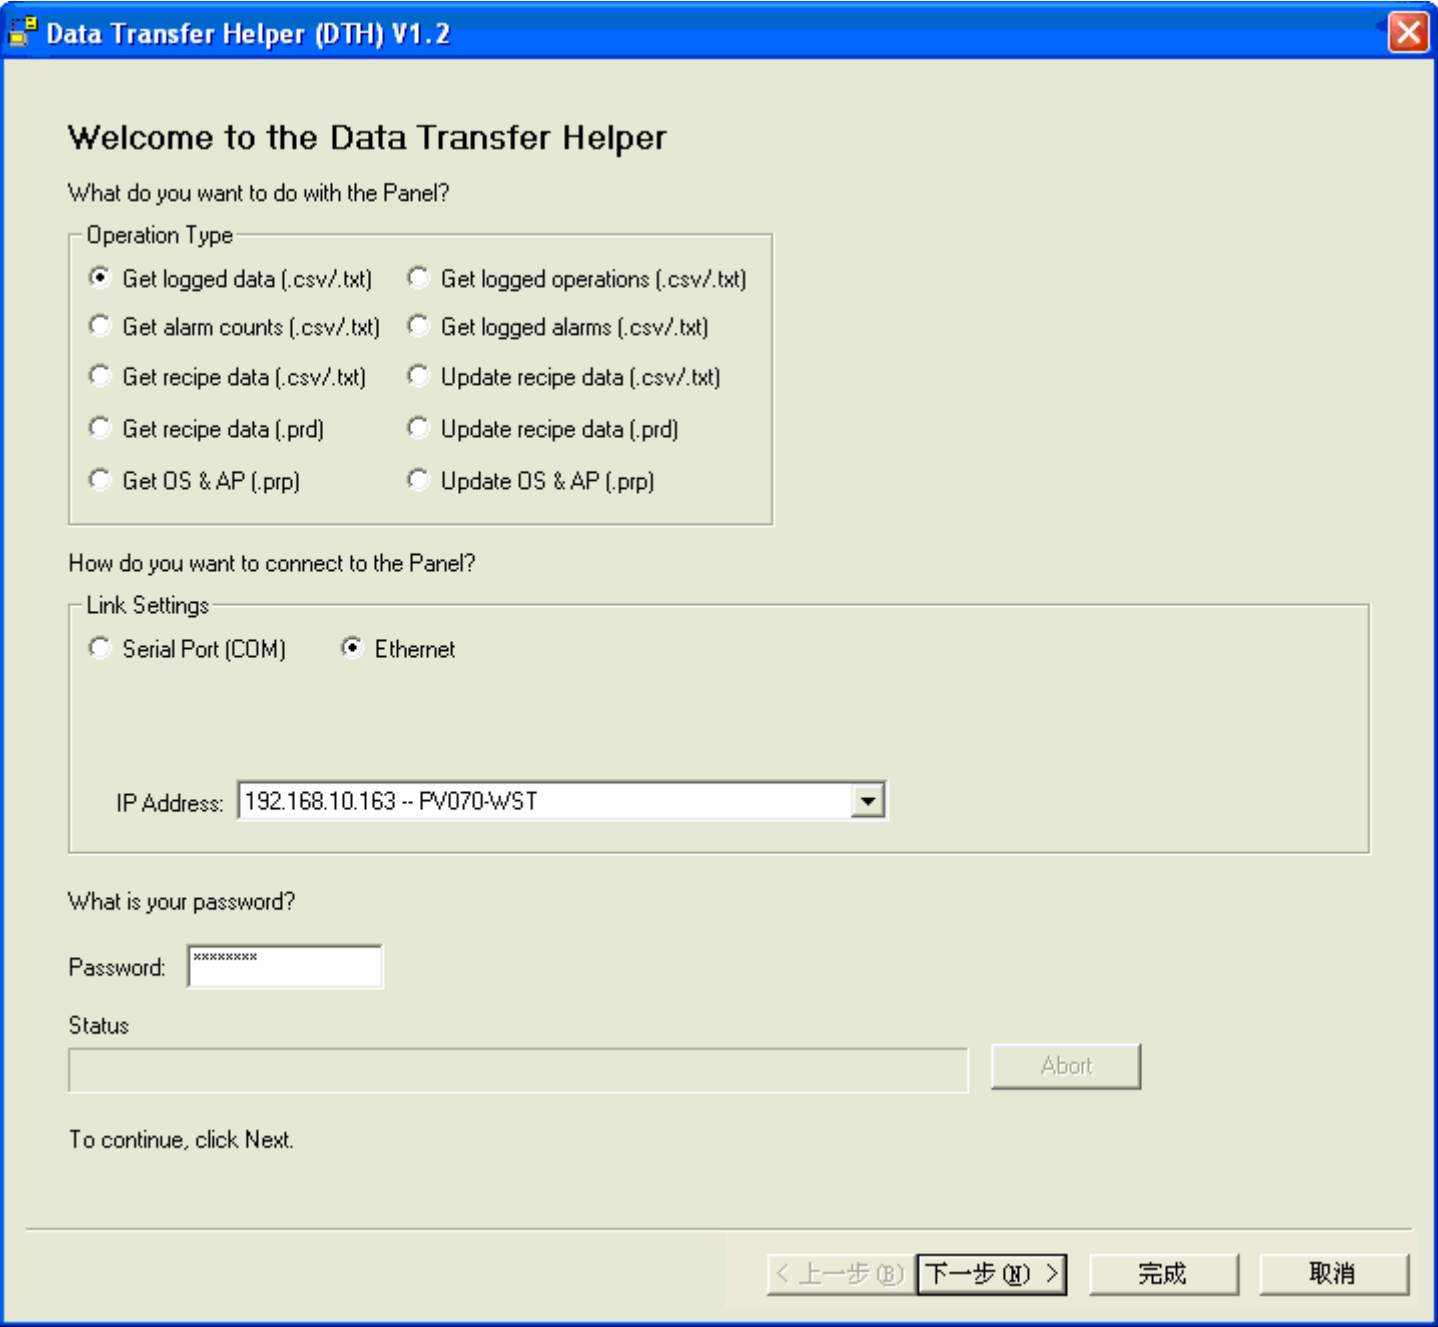 Data Transfer Helper (DTH) V1.2
Welcome to the Data Transfer Helper
What do you want to do with the Panel?
Operation Type
Get logged data (.csv/.txt) Get logged operations (.csv/.txt)
Get alarm counts (.csv/.txt) Get logged alarms (.csv/.txt)
Get recipe data (.csv/.txt) Update recipe data (.csv/.txt)
Get recipe data (.prd) Update recipe data (.prd)
Get OS & AP (.prp) Update OS & AP (.prp)
How do you want to connect to the Panel?
Link Settings
Serial Port (COM) Ethernet
IP Address: 192.168.10.163 -- PV070-WST
What is your password?
Password: ********
Status
Abort
To continue, click Next.
< 上一步(B) 下一步(N) > 完成 取消